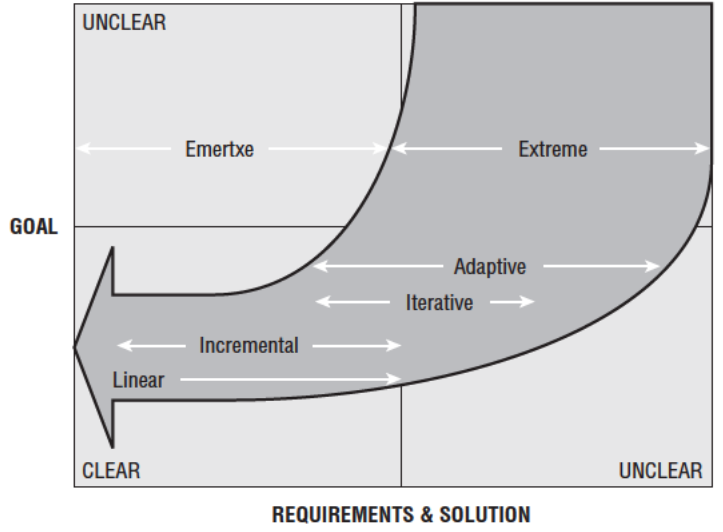 UNCLEAR
Emertxe
Extreme
GOAL
Adaptive
Iterative
Incremental
Linear
CLEAR
UNCLEAR
REQUIREMENTS & SOLUTION